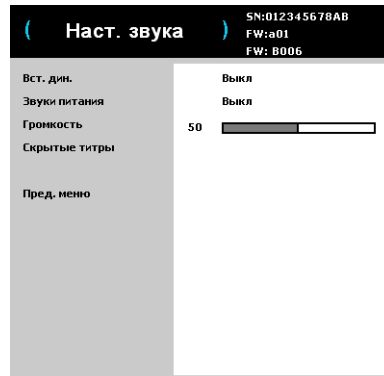 ( Наст. звука )
SN:012345678AB
FW:a01
FW: B006
Вст. дин. Выкл
Звуки питания Выкл
Громкость 50
Скрытые титры
Пред. меню